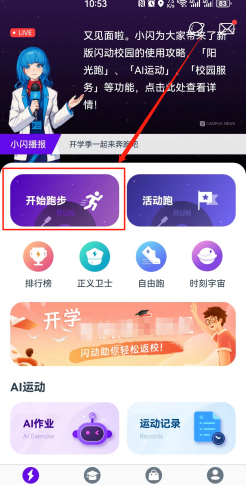 10:53
83
LIVE
又见面啦。小闪为大家带来了新
版闪动校园的使用攻略，「阳
光跑」、「AI运动」、「校园服
务」等功能，点击此处查看详
情！
CAMPUS NEWS
小闪播报
开学季一起来奔跑吧
开始跑步
RUN
活动跑
RUN
排行榜
正义卫士
自由跑
时刻宇宙
开学
闪动助你轻松返校!
AI运动
AI作业
AI Exercise
运动记录
Records